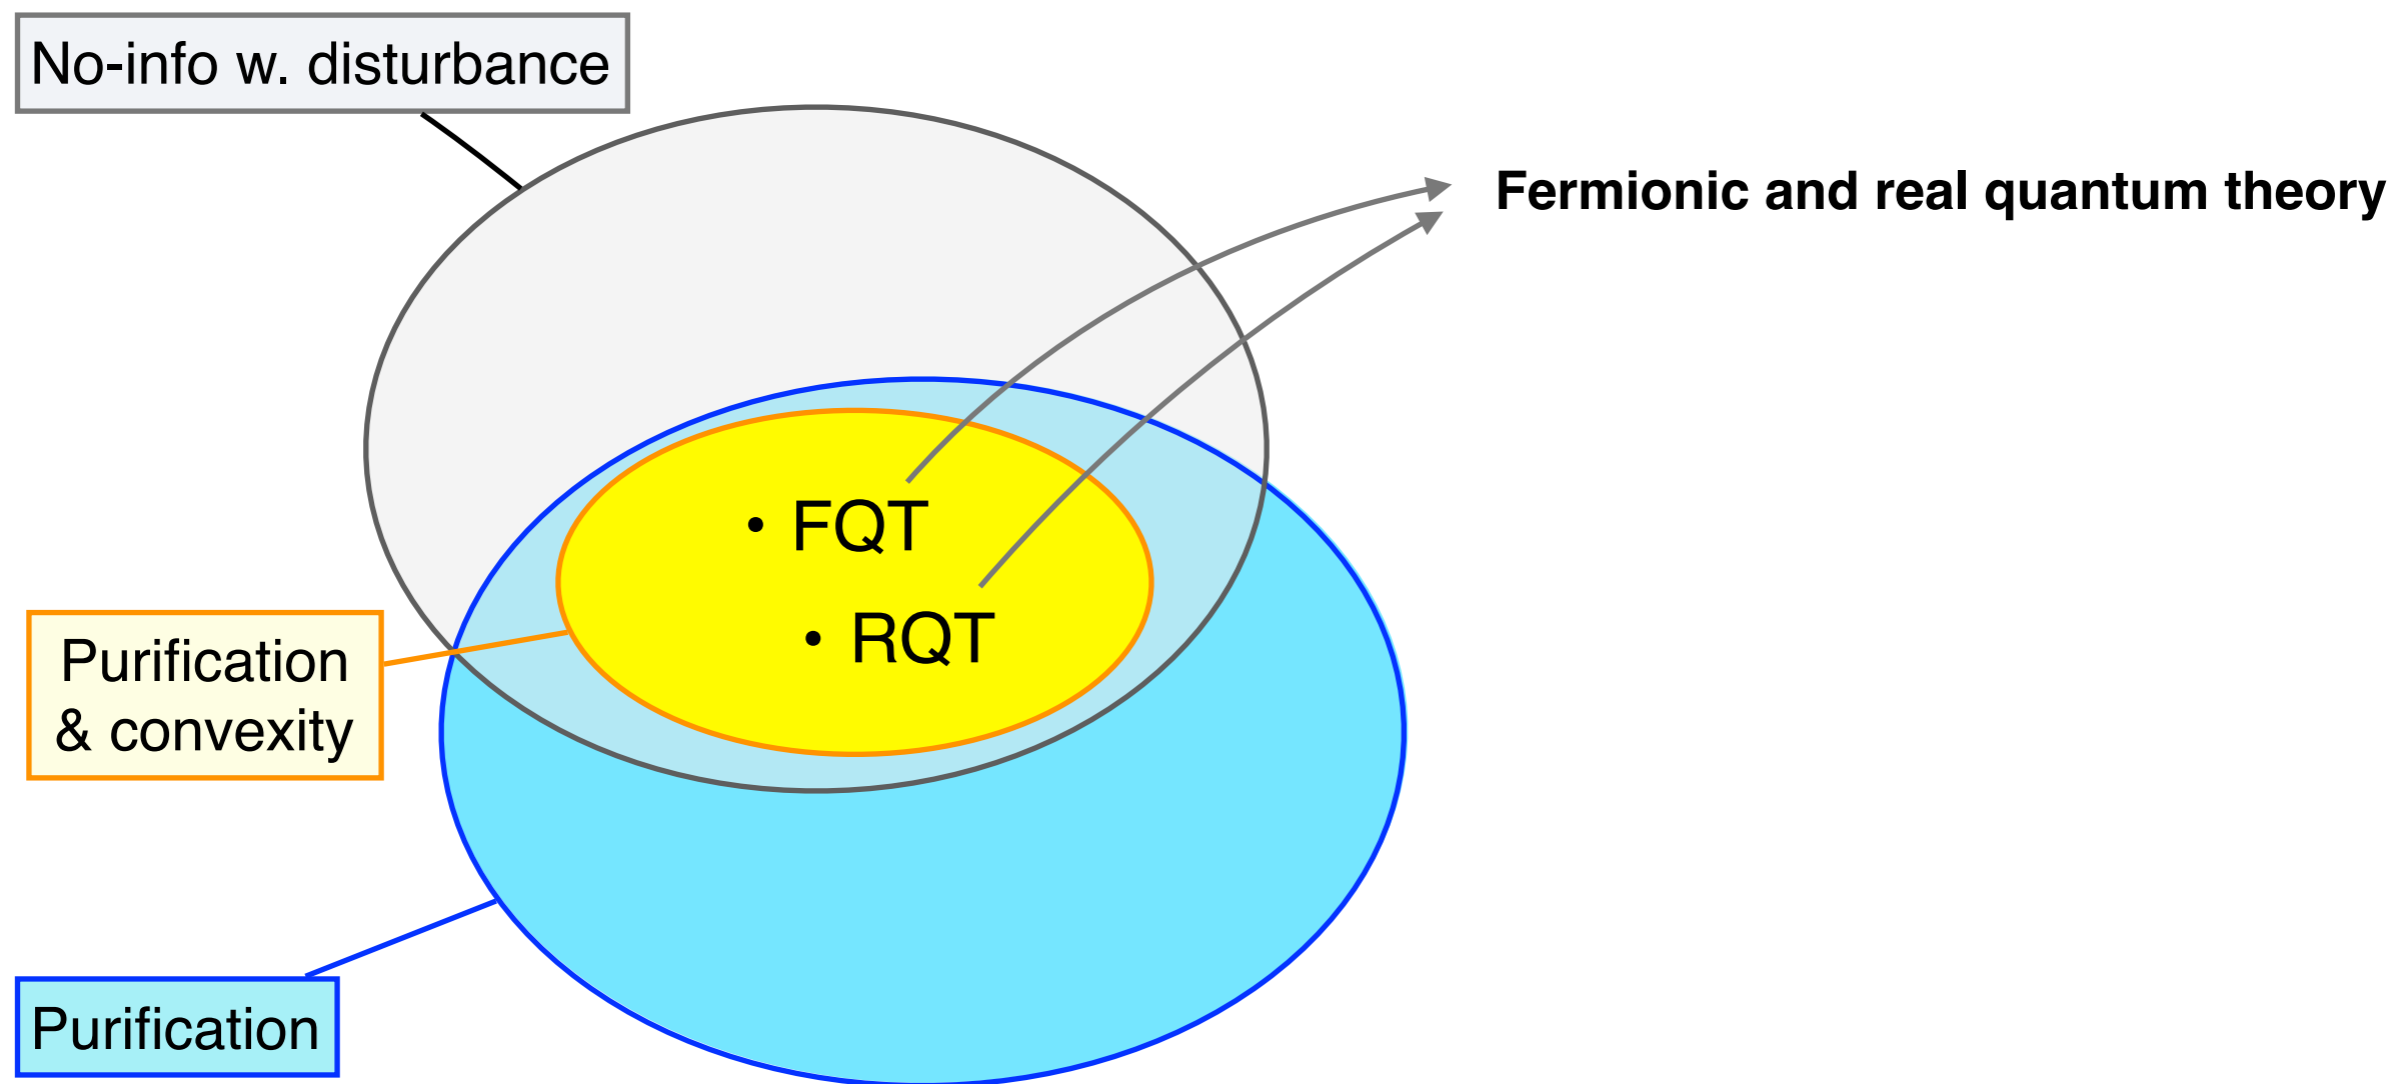 No-info w. disturbance
Fermionic and real quantum theory
• FQT
• RQT
Purification
& convexity
Purification